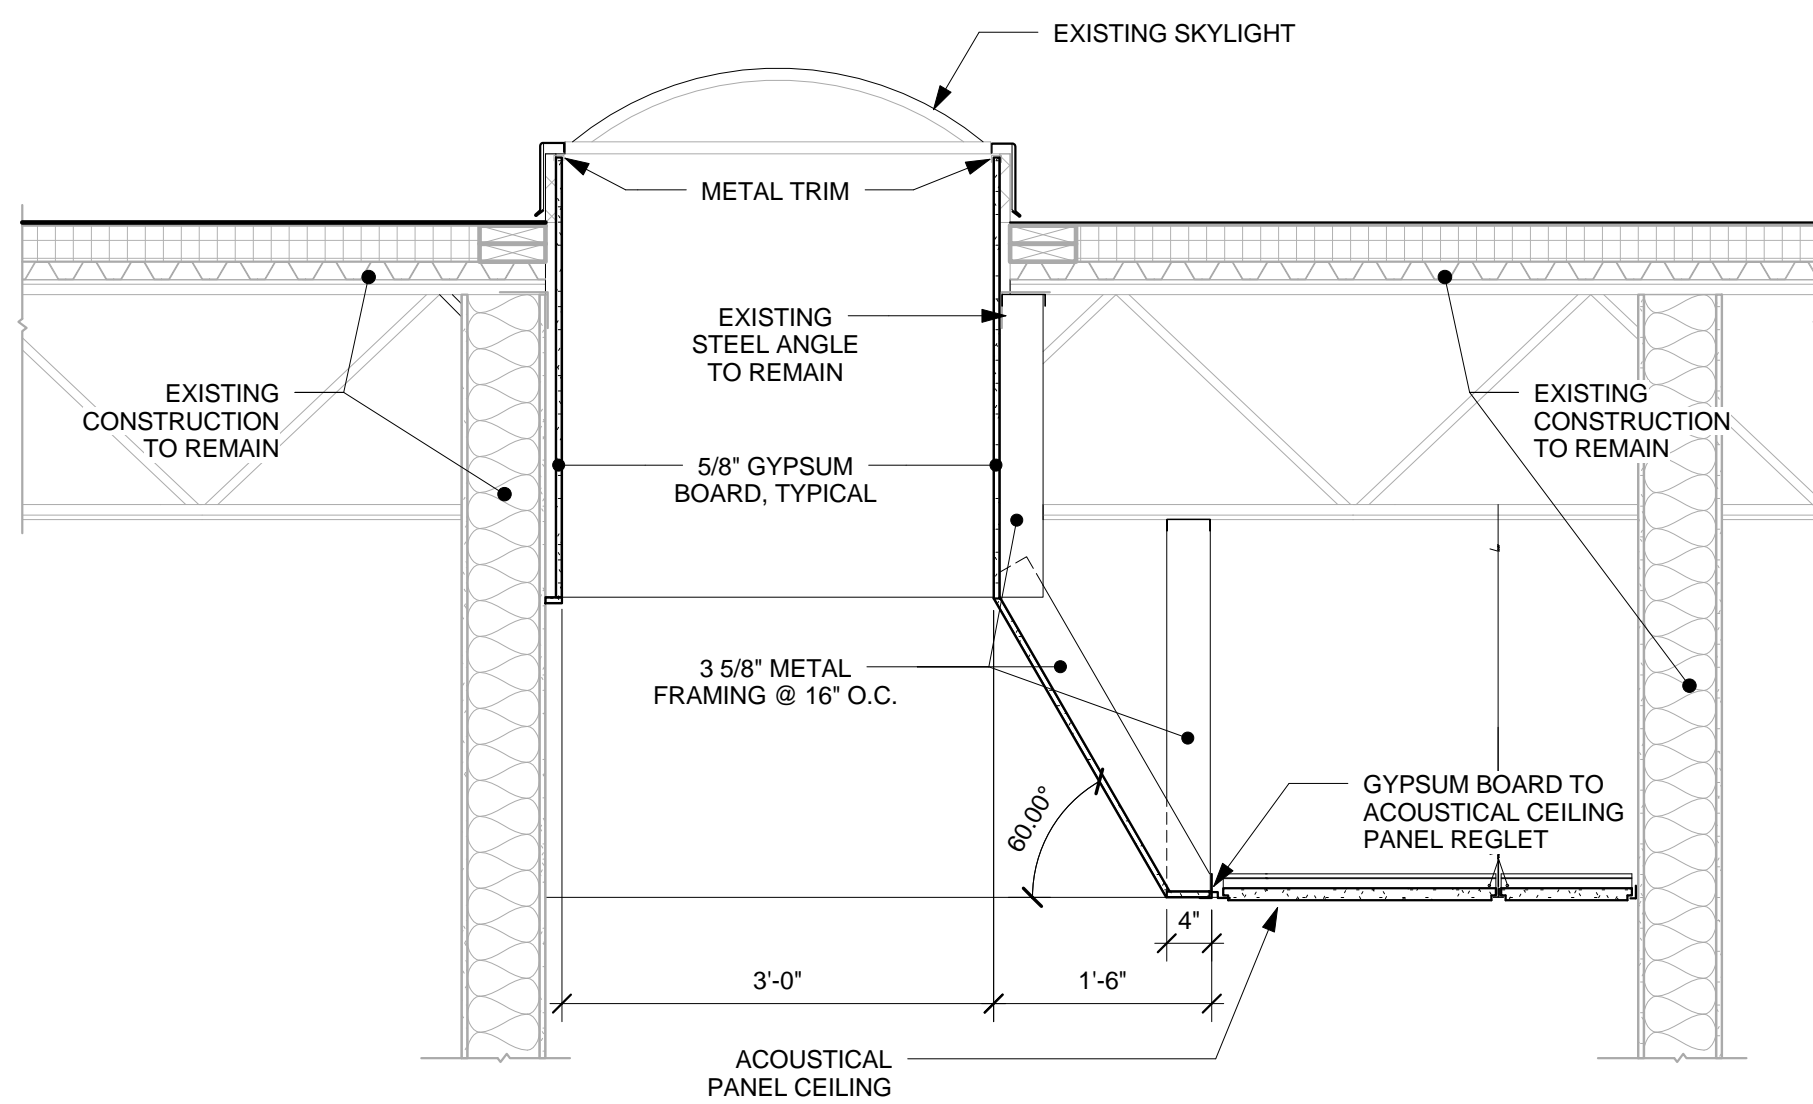 EXISTING SKYLIGHT
METAL TRIM
EXISTING
STEEL ANGLE
TO REMAIN
EXISTING
CONSTRUCTION
TO REMAIN
EXISTING
CONSTRUCTION
TO REMAIN
5/8" GYPSUM
BOARD, TYPICAL
3 5/8" METAL
FRAMING @ 16" O.C.
60.00°
GYPSUM BOARD TO
ACOUSTICAL CEILING
PANEL REGLET
4"
3'-0"
1'-6"
ACOUSTICAL
PANEL CEILING